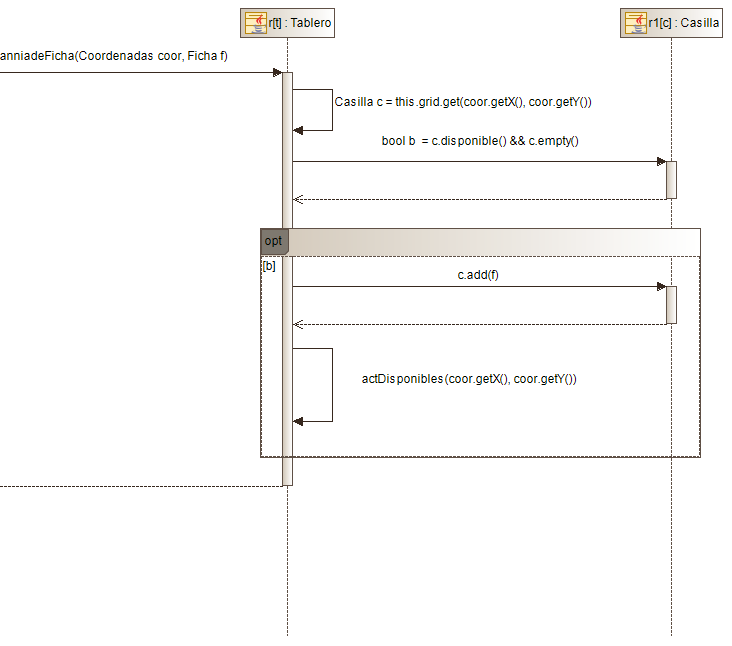 r[t] : Tablero
r1[c] : Casilla
anniadeFicha(Coordenadas coor, Ficha f)
Casilla c = this.grid.get(coor.getX(), coor.getY())
bool b = c.disponible() && c.empty()
opt
[b]
c.add(f)
actDisponibles(coor.getX(), coor.getY())